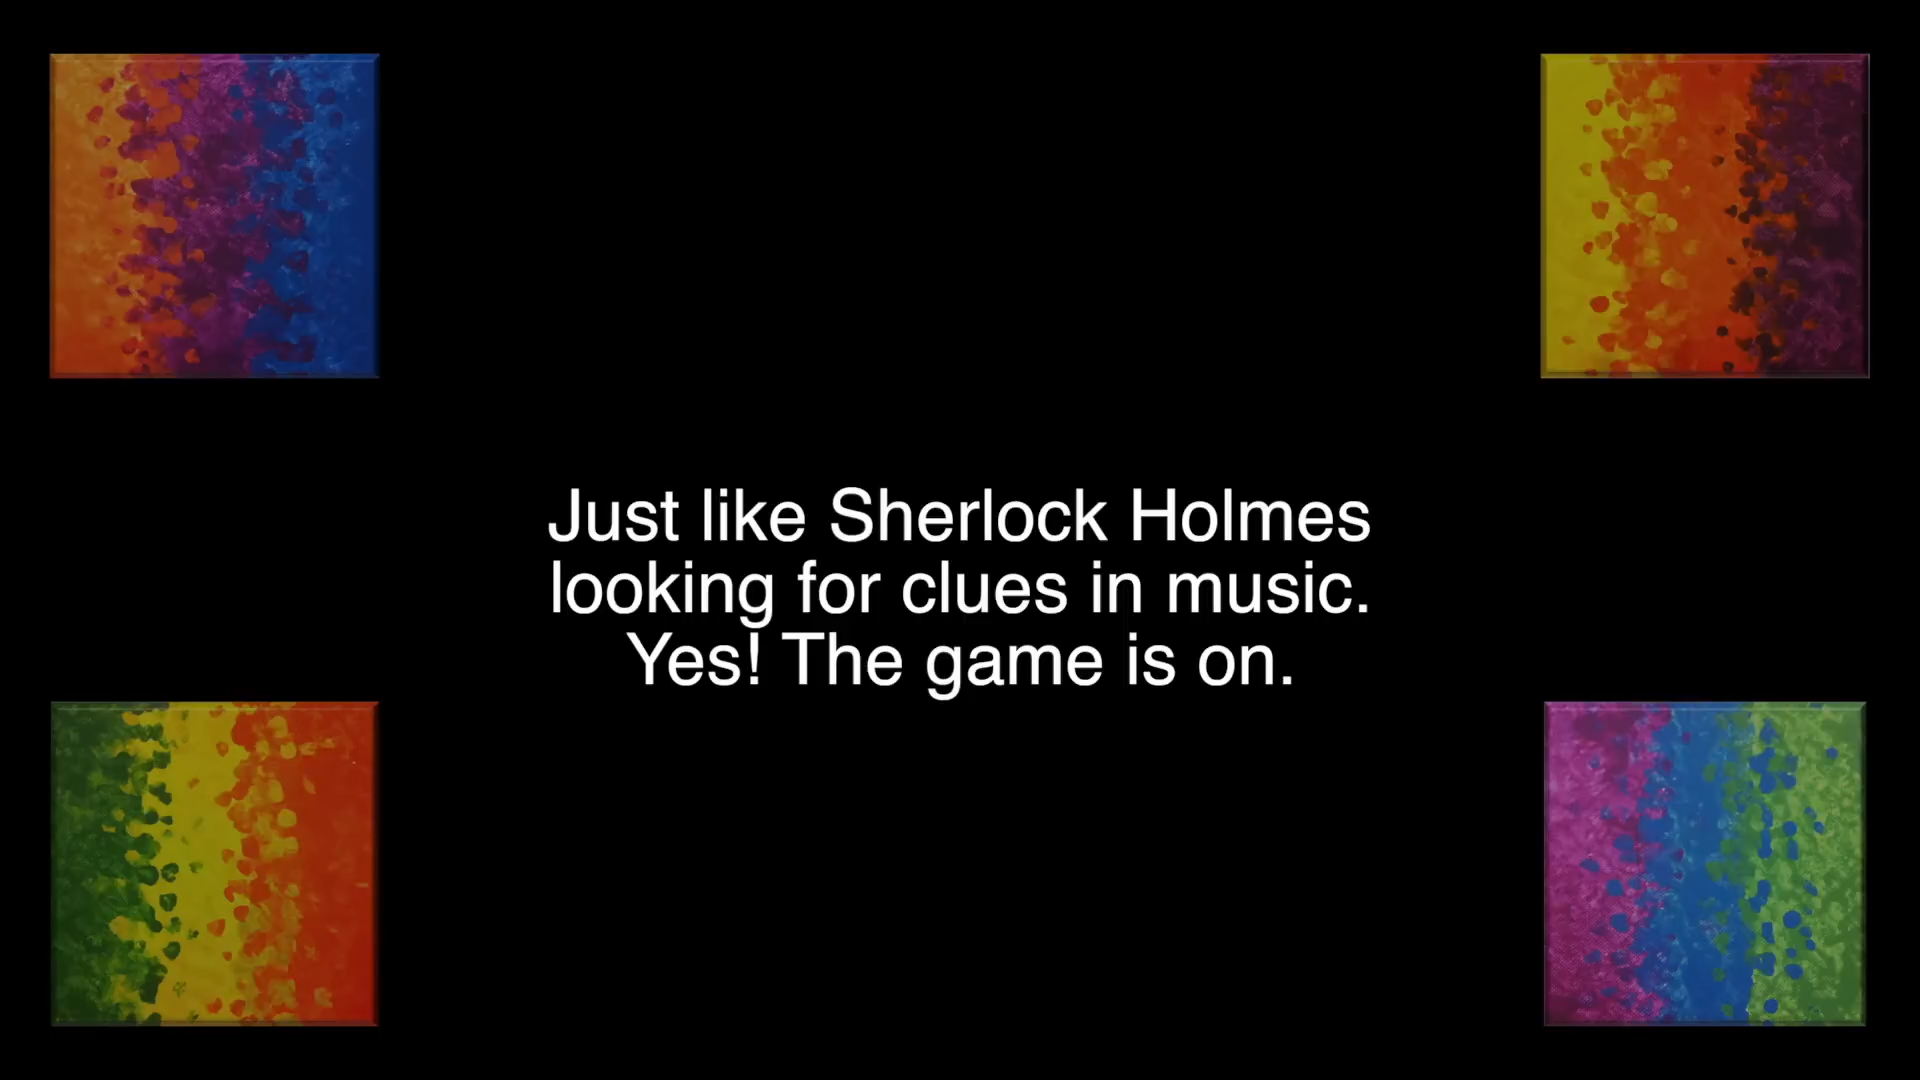 Just like Sherlock Holmes
looking for clues in music.
Yes! The game is on.